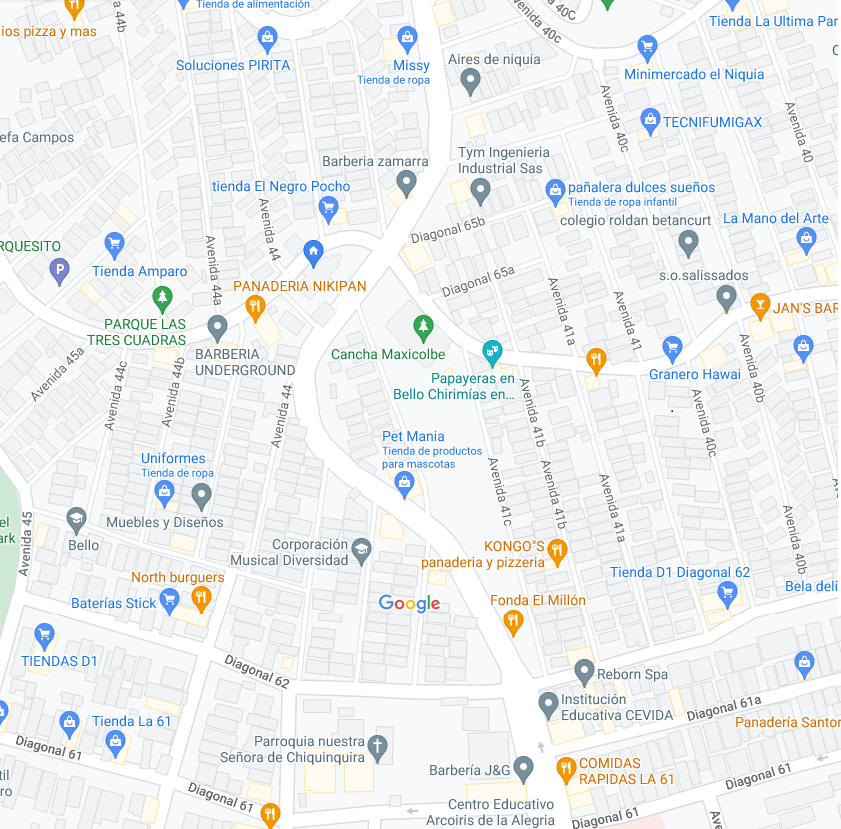 Tienda de alimentación
ios pizza y mas
Avenida 44b
Avenida 40C
Avenida 40c
Tienda La Ultima Par
Soluciones PIRITA
Missy
Tienda de ropa
Aires de niquia
Minimercado el Niquia
C
efa Campos
Avenida 40c
TECNIFUMIGAX
Avenida 40
Barberia zamarra
Tym Ingenieria
Industrial Sas
tienda El Negro Pocho
pañalera dulces sueños
Tienda de ropa infantil
colegio roldan betancurt
La Mano del Arte
Avenida 44
Diagonal 65b
RQUESITO
P
Tienda Amparo
Avenida 44a
PANADERIA NIKIPAN
Diagonal 65a
s.o.salissados
Avenida 41a
Avenida 41
JAN'S BAR
PARQUE LAS
TRES CUADRAS
BARBERIA
UNDERGROUND
Cancha Maxicolbe
Papayeras en
Bello Chirimías en…
Granero Hawai
Avenida 40b
Avenida 45a
Avenida 44c
Avenida 44b
Avenida 44
Avenida 41b
Avenida 40c
Pet Mania
Tienda de productos
para mascotas
Uniformes
Tienda de ropa
Muebles y Diseños
Avenida 41c
Avenida 41b
Avenida 41a
Avenida 40b
el
ark
Avenida 45
Bello
Corporación
Musical Diversidad
KONGO"S
panaderia y pizzeria
North burguers
Baterías Stick
Google
Fonda El Millón
Tienda D1 Diagonal 62
Bela deli
TIENDAS D1
Diagonal 62
Reborn Spa
Institución
Educativa CEVIDA
Diagonal 61a
Panadería Santor
Tienda La 61
Diagonal 61
Parroquia nuestra
Señora de Chiquinquira
Barbería J&G
COMIDAS
RAPIDAS LA 61
Diagonal 61
til
ro
Diagonal 61
Centro Educativo
Arcoiris de la Alegria
Diagonal 61
Av